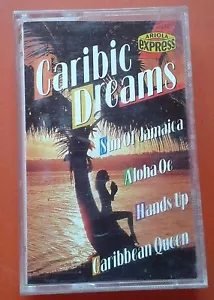 ARIOLA
express
Caribic
Dreams
Sun Of Jamaica
Aloha Oe
Hands Up
Caribbean Queen